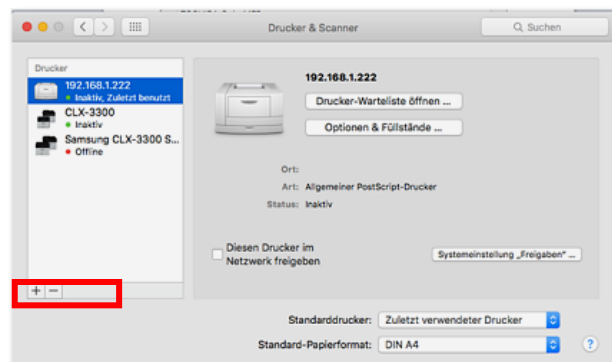 Drucker & Scanner
Suchen
Drucker
192.168.1.222
Inaktiv, Zuletzt benutzt
CLX-3300
Inaktiv
Samsung CLX-3300 S...
Offline
192.168.1.222
Drucker-Warteliste öffnen ...
Optionen & Füllstände ...
Ort:
Art: Allgemeiner PostScript-Drucker
Status: Inaktiv
Diesen Drucker im
Netzwerk freigeben
Systemeinstellung „Freigaben“ ...
+ −
Standarddrucker: Zuletzt verwendeter Drucker
Standard-Papierformat: DIN A4
?